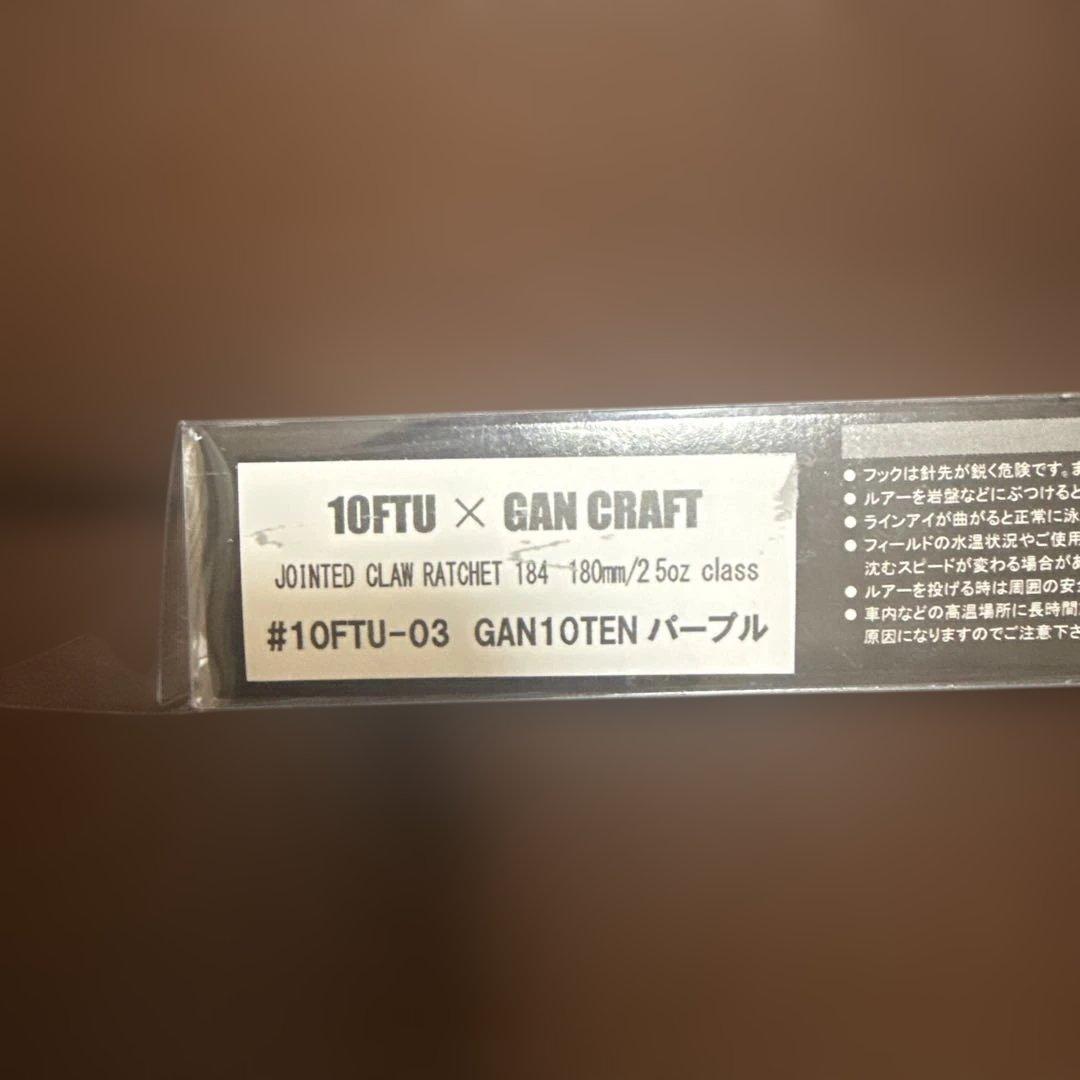 10FTU × GAN CRAFT
JOINTED CLAW RATCHET 184 180mm/2 5oz class
#10FTU-03 GAN10TEN パープル
● フックは針先が鋭く危険です。ま
● ルアーを岩盤などにぶつけると
● ラインアイが曲がると正常に泳
● フィールドの水温状況やご使用
沈むスピードが変わる場合があ
● ルアーを投げる時は周囲の安全
● 車内などの高温場所に長時間
原因になりますのでご注意下さ